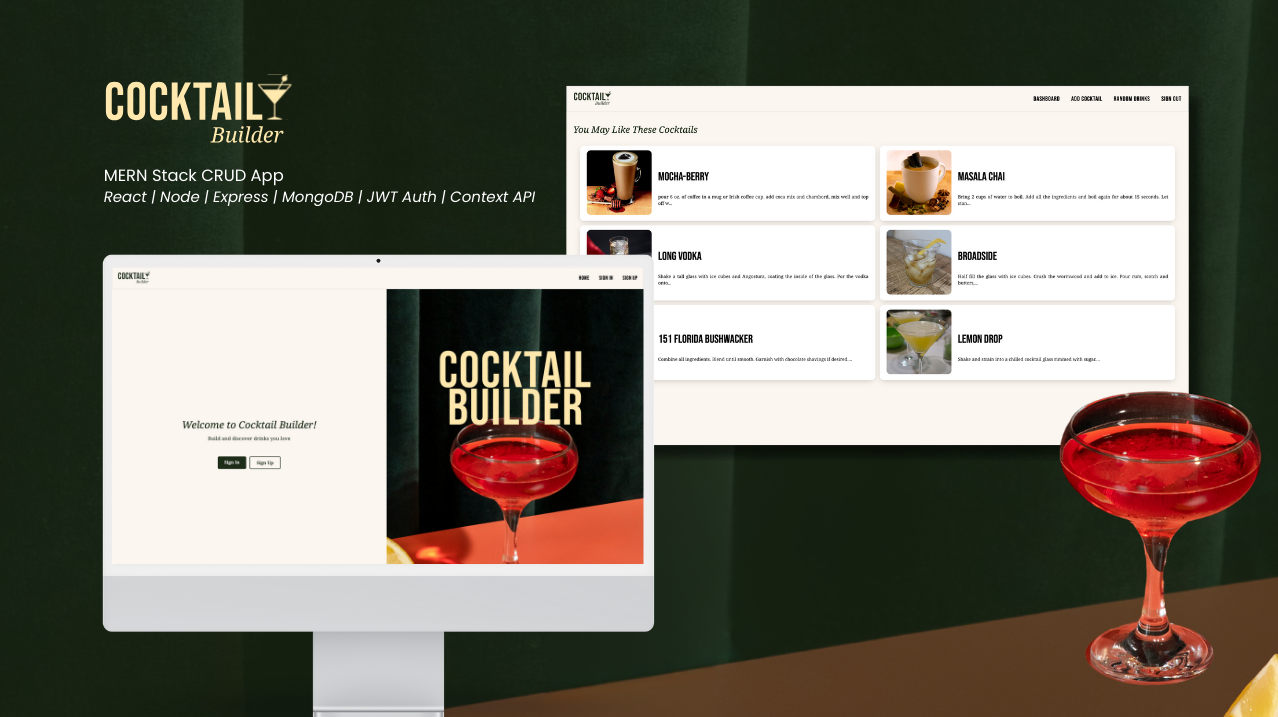 COCKTAIL
Builder
MERN Stack CRUD App
React | Node | Express | MongoDB | JWT Auth | Context API
COCKTAIL
Builder
DASHBOARD ADD COCKTAIL RANDOM DRINKS SIGN OUT
You May Like These Cocktails
MOCHA-BERRY
pour 6 oz. of coffee in a mug or Irish coffee cup. add coco mix and chambord, mix well and top
off w...
MASALA CHAI
Bring 2 cups of water to boil. Add all the ingredients and boil again for about 15 seconds. Let
stan...
LONG VODKA
Shake a tall glass with ice cubes and Angostura, coating the inside of the glass. Por the vodka
onto...
BROADSIDE
Half fill the glass with ice cubes. Crush the wormwood and add to ice. Pour rum, scotch and
butters...
151 FLORIDA BUSHWACKER
Combine all ingredients. Blend until smooth. Garnish with chocolate shavings if desired....
LEMON DROP
Shake and strain into a chilled cocktail glass rimmed with sugar....
COCKTAIL
Builder
HOME SIGN IN SIGN UP
Welcome to Cocktail Builder!
Build and discover drinks you love
Sign In Sign Up
COCKTAIL
BUILDER